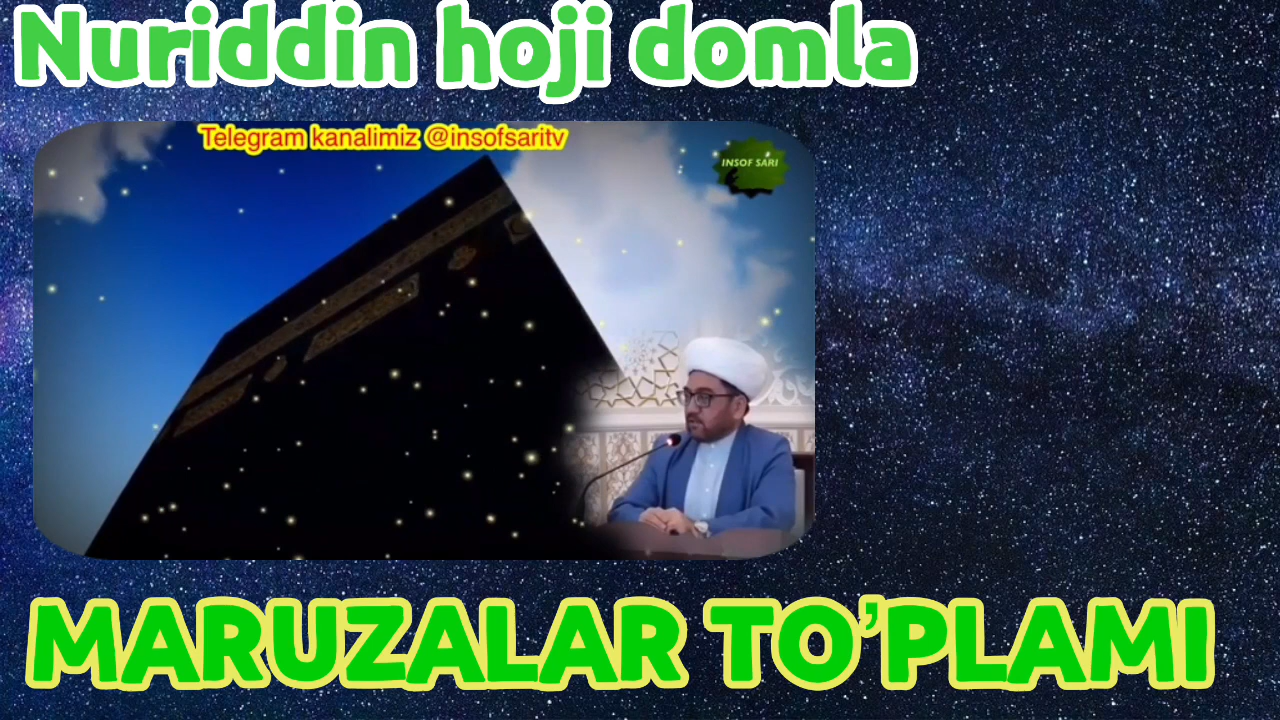 Nuriddin hoji domla
Telegram kanalimiz @insofsaritv
INSOF SARI
MARUZALAR TO’PLAMI